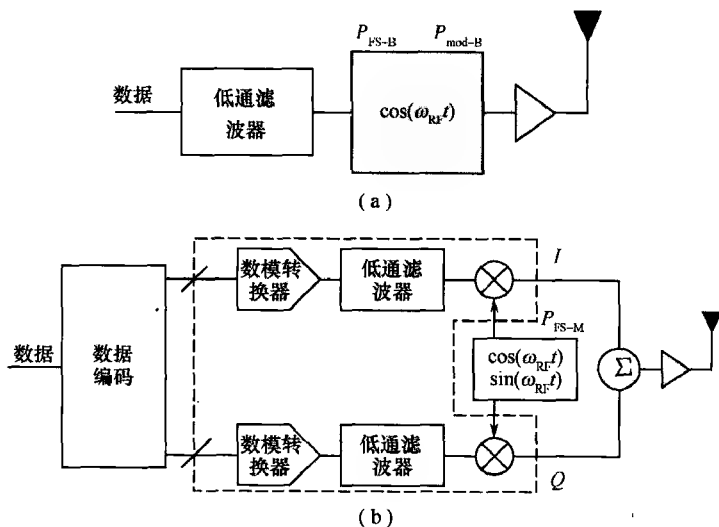 P_FS-B P_mod-B
数据
低通滤
波器
cos(ω_RF t)
(a)
数模转
换器
低通滤
波器
I
P_FS-M
数据
数据
编码
cos(ω_RF t)
sin(ω_RF t)
Σ
数模转
换器
低通滤
波器
Q
(b)